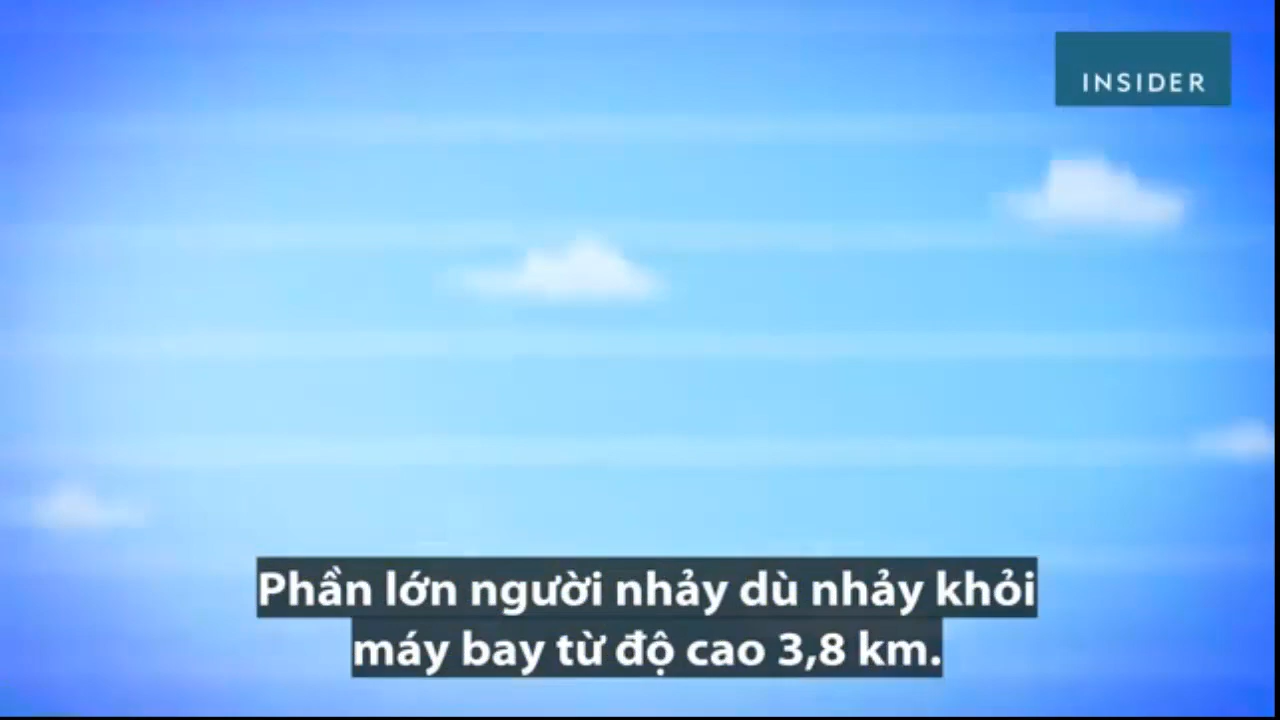 INSIDER
Phần lớn người nhảy dù nhảy khỏi
máy bay từ độ cao 3,8 km.